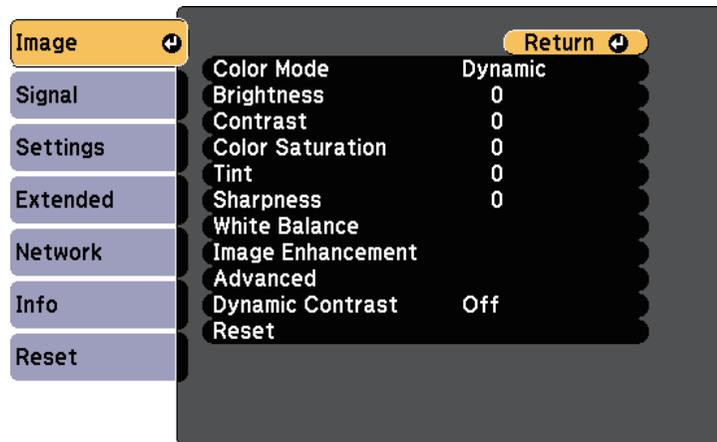 Image
Signal
Settings
Extended
Network
Info
Reset
Return
Color Mode Dynamic
Brightness 0
Contrast 0
Color Saturation 0
Tint 0
Sharpness 0
White Balance
Image Enhancement
Advanced
Dynamic Contrast Off
Reset